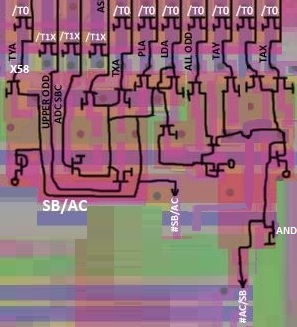 /T0
/T1X
/T1X
/T1X
AS
/T0
/T0
/T0
/T0
/T0
/T0
/T0
TYA
X58
UPPER ODD
ADC SBC
TXA
PLA
LDA
ALL ODD
TAY
TAX
SB/AC
#SB/AC
AND
#AC/SB